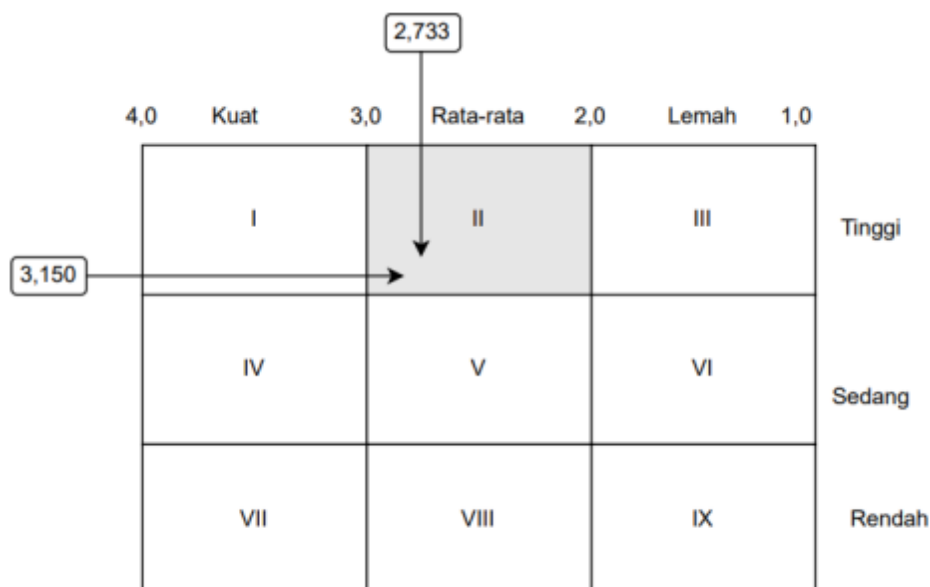 2,733
4,0 Kuat 3,0 Rata-rata 2,0 Lemah 1,0
I II III Tinggi
3,150
IV V VI Sedang
VII VIII IX Rendah